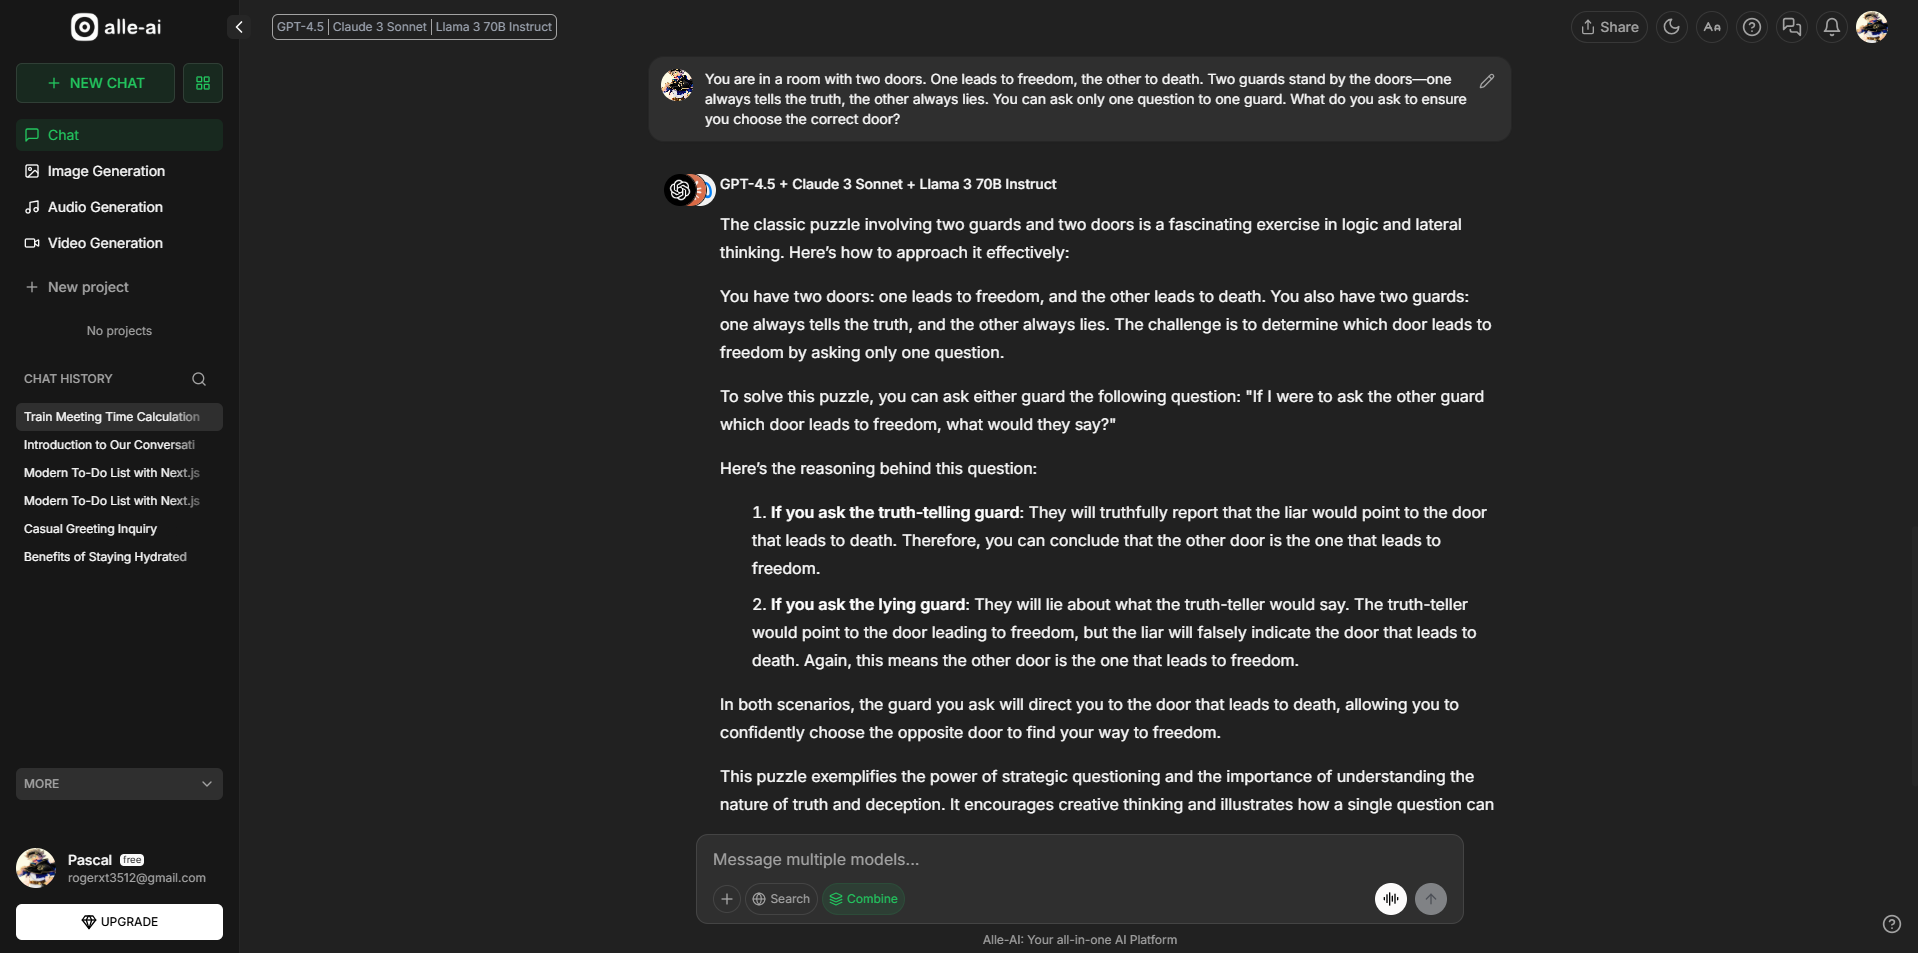 alle-ai
GPT-4.5 | Claude 3 Sonnet | Llama 3 70B Instruct
Share
NEW CHAT
Chat
Image Generation
Audio Generation
Video Generation
New project
No projects
CHAT HISTORY
Train Meeting Time Calculation
Introduction to Our Conversati
Modern To-Do List with Next.js
Modern To-Do List with Next.js
Casual Greeting Inquiry
Benefits of Staying Hydrated
MORE
Pascal free
rogerxt3512@gmail.com
UPGRADE
You are in a room with two doors. One leads to freedom, the other to death. Two guards stand by the doors—one
always tells the truth, the other always lies. You can ask only one question to one guard. What do you ask to ensure
you choose the correct door?
GPT-4.5 + Claude 3 Sonnet + Llama 3 70B Instruct
The classic puzzle involving two guards and two doors is a fascinating exercise in logic and lateral
thinking. Here’s how to approach it effectively:
You have two doors: one leads to freedom, and the other leads to death. You also have two guards:
one always tells the truth, and the other always lies. The challenge is to determine which door leads to
freedom by asking only one question.
To solve this puzzle, you can ask either guard the following question: "If I were to ask the other guard
which door leads to freedom, what would they say?"
Here’s the reasoning behind this question:
1. If you ask the truth-telling guard: They will truthfully report that the liar would point to the door
that leads to death. Therefore, you can conclude that the other door is the one that leads to
freedom.
2. If you ask the lying guard: They will lie about what the truth-teller would say. The truth-teller
would point to the door leading to freedom, but the liar will falsely indicate the door that leads to
death. Again, this means the other door is the one that leads to freedom.
In both scenarios, the guard you ask will direct you to the door that leads to death, allowing you to
confidently choose the opposite door to find your way to freedom.
This puzzle exemplifies the power of strategic questioning and the importance of understanding the
nature of truth and deception. It encourages creative thinking and illustrates how a single question can
Message multiple models...
Search
Combine
Alle-AI: Your all-in-one AI Platform